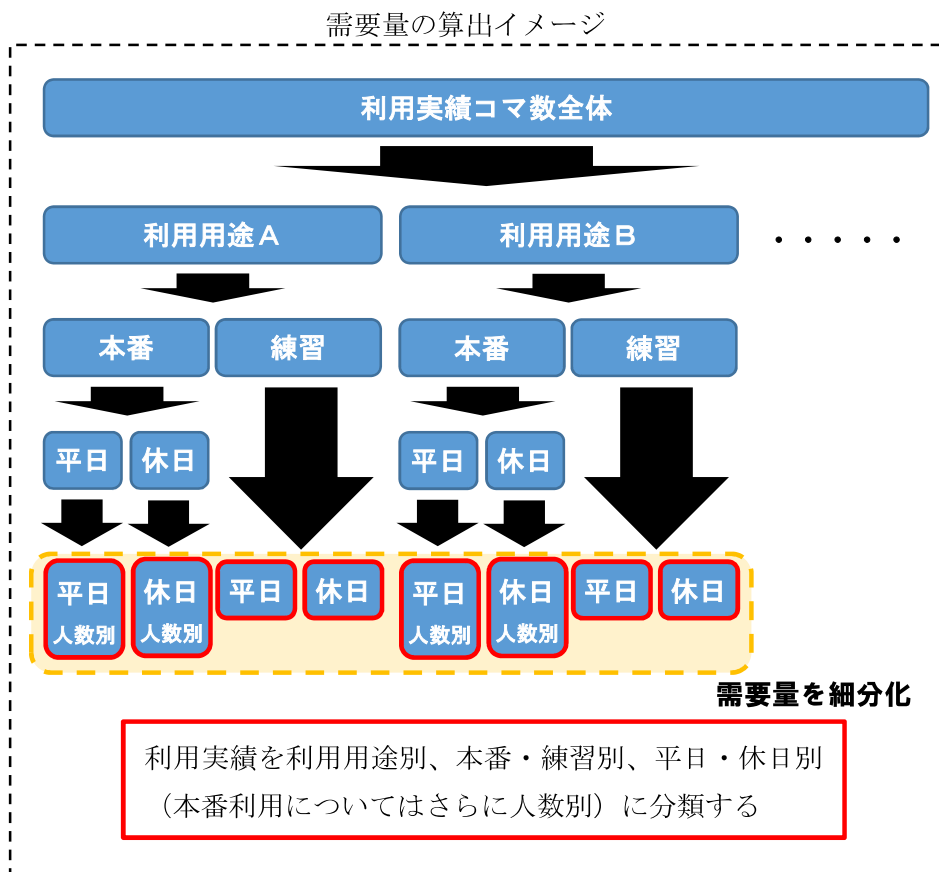 需要量の算出イメージ
利用実績コマ数全体
利用用途A 利用用途B ・・・・・
本番 練習 本番 練習
平日 休日 平日 休日
平日 休日 平日 休日 平日 休日 平日 休日
人数別 人数別 人数別 人数別
需要量を細分化
利用実績を利用用途別、本番・練習別、平日・休日別
（本番利用についてはさらに人数別）に分類する